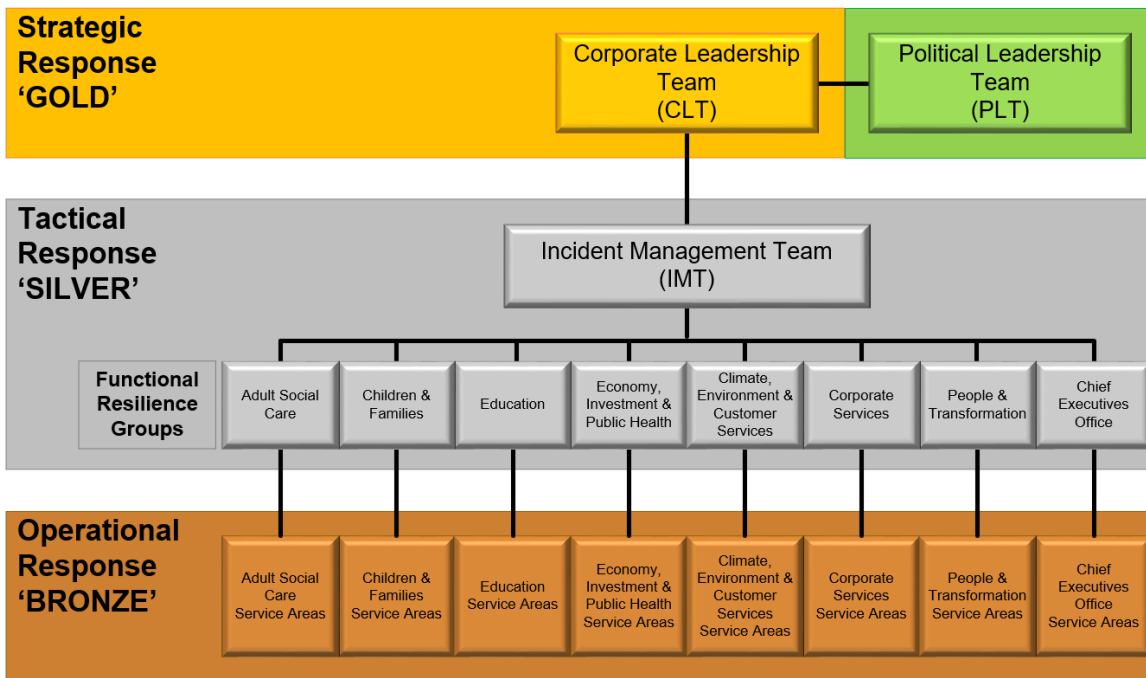 Strategic
Response
‘GOLD’
Corporate Leadership
Team
(CLT)
Political Leadership
Team
(PLT)
Tactical
Response
‘SILVER’
Incident Management Team
(IMT)
Functional
Resilience
Groups
Adult Social
Care
Children &
Families
Education
Economy,
Investment &
Public Health
Climate,
Environment &
Customer
Services
Corporate
Services
People &
Transformation
Chief
Executives
Office
Operational
Response
‘BRONZE’
Adult Social
Care
Service Areas
Children &
Families
Service Areas
Education
Service Areas
Economy,
Investment &
Public Health
Service Areas
Climate,
Environment &
Customer
Services
Service Areas
Corporate
Services
Service Areas
People &
Transformation
Service Areas
Chief
Executives
Office
Service Areas